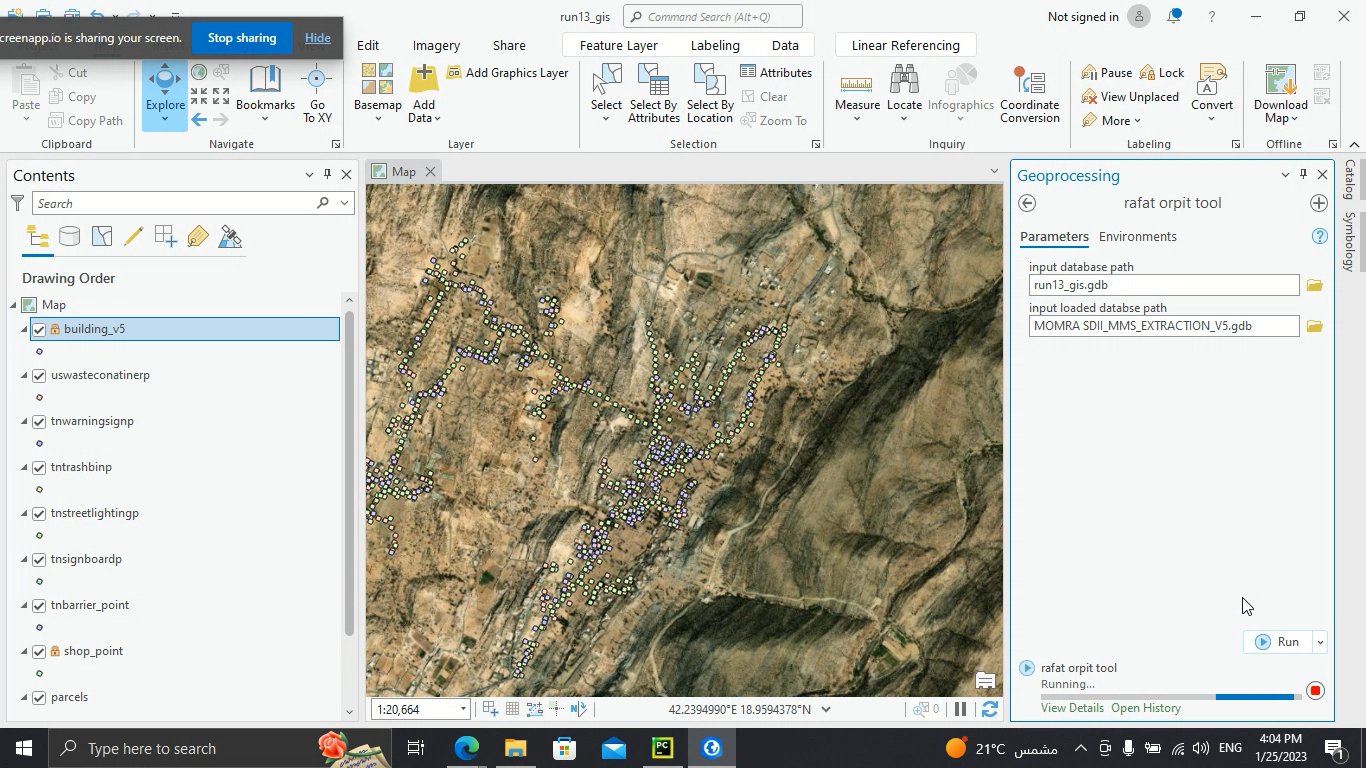 run13_gis
Command Search (Alt+Q)
Not signed in
creenapp.io is sharing your screen.
Stop sharing
Hide
Edit
Imagery
Share
Feature Layer
Labeling
Data
Linear Referencing
Paste
Cut
Copy
Copy Path
Clipboard
Explore
Bookmarks
Go To XY
Navigate
Basemap
Add Data
Add Graphics Layer
Layer
Select
Select By Attributes
Select By Location
Attributes
Clear
Zoom To
Selection
Measure
Locate
Infographics
Coordinate Conversion
Inquiry
Pause
Lock
View Unplaced
More
Convert
Labeling
Download Map
Offline
Contents
Search
Drawing Order
Map
building_v5
uswasteconatinerp
tnwarningsignp
tntrashbinp
tnstreetlightingp
tnsignboardp
tnbarrier_point
shop_point
parcels
Map
1:20,664
42.2394990°E 18.9594378°N
0
Geoprocessing
rafat orpit tool
Parameters
Environments
input database path
run13_gis.gdb
input loaded databse path
MOMRA SDII_MMS_EXTRACTION_V5.gdb
Run
rafat orpit tool
Running...
View Details Open History
Catalog
Symbology
Type here to search
PC
21°C مشمس
ENG
4:04 PM
1/25/2023
1